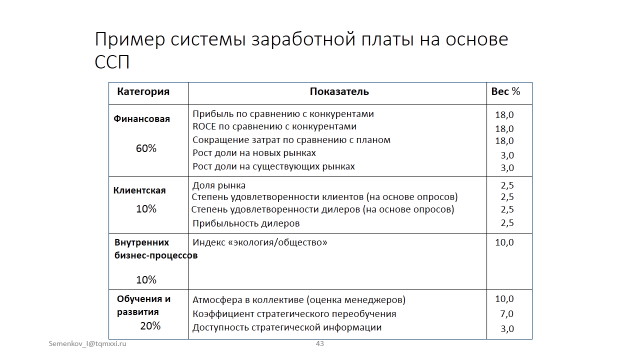 Пример системы заработной платы на основе
ССП
Категория Показатель Вес %
Финансовая
60%
Прибыль по сравнению с конкурентами 18,0
ROCE по сравнению с конкурентами 18,0
Сокращение затрат по сравнению с планом 18,0
Рост доли на новых рынках 3,0
Рост доли на существующих рынках 3,0
Клиентская
10%
Доля рынка 2,5
Степень удовлетворенности клиентов (на основе опросов) 2,5
Степень удовлетворенности дилеров (на основе опросов) 2,5
Прибыльность дилеров 2,5
Внутренних
бизнес-процессов
10%
Индекс «экология/общество» 10,0
Обучения и
развития
20%
Атмосфера в коллективе (оценка менеджеров) 10,0
Коэффициент стратегического переобучения 7,0
Доступность стратегической информации 3,0
Semenkov_I@tqmxxi.ru 43